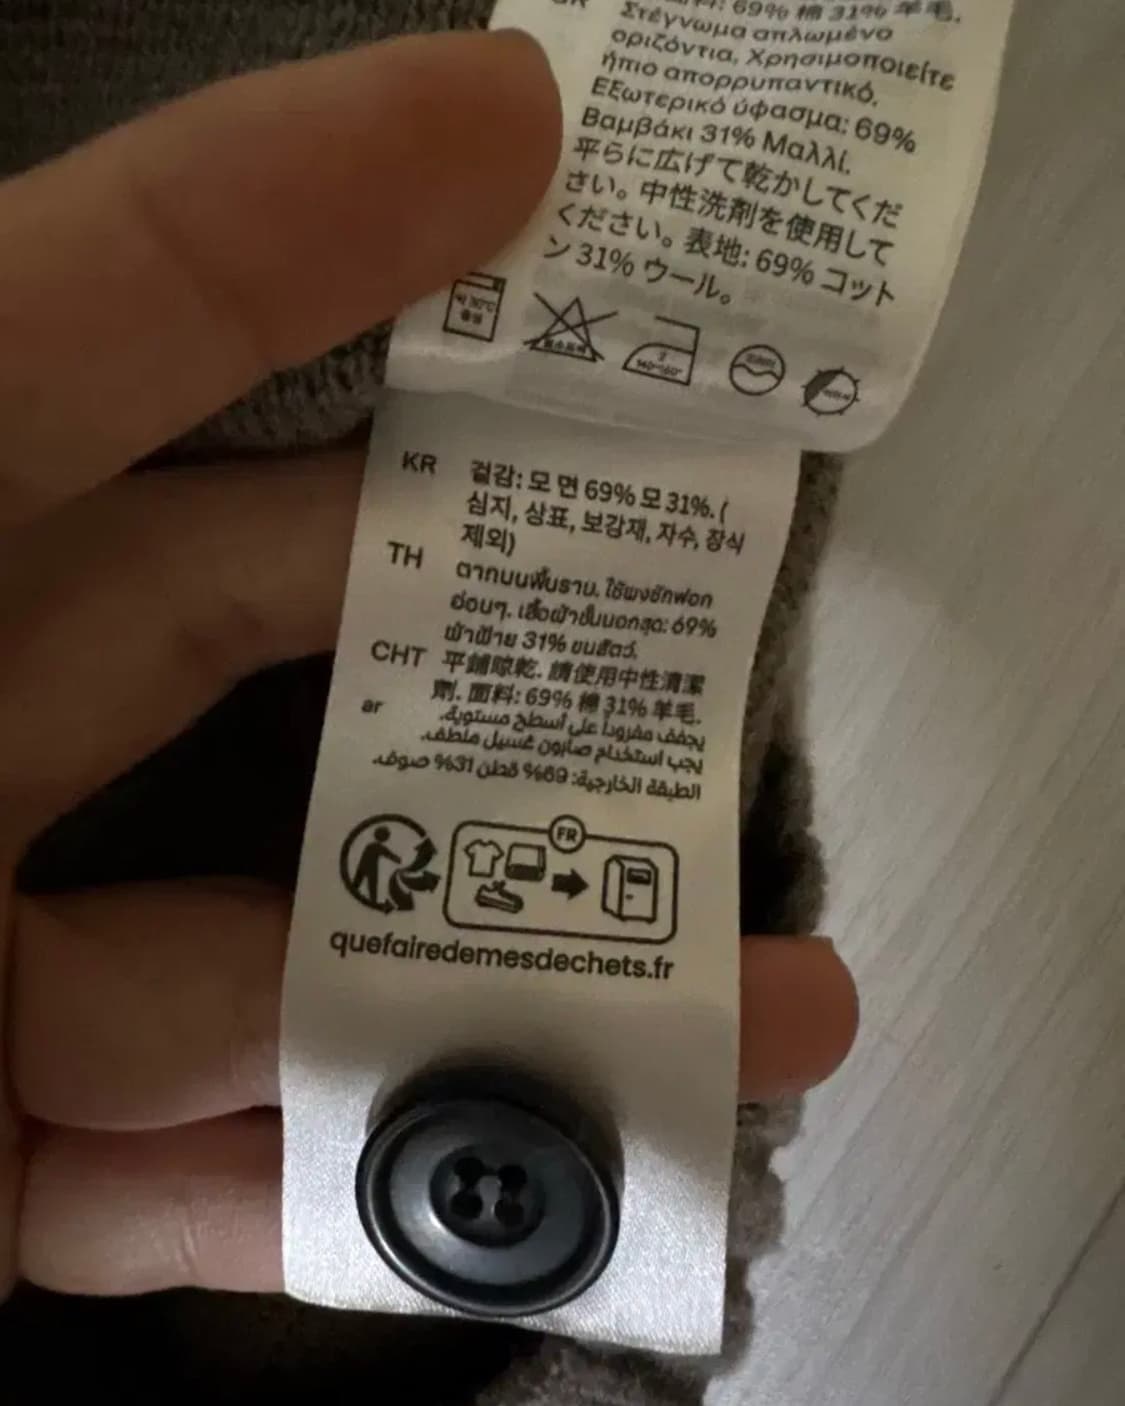 69% 棉 31% 羊毛.
Στέγνωμα απλωμένο
οριζόντια, Χρησιμοποιείτε
ήπιο απορρυπαντικό.
Εξωτερικό ύφασμα: 69%
Βαμβάκι 31% Μαλλί.
平らに広げて乾かしてくだ
さい。中性洗剤を使用して
ください。表地: 69% コット
ン 31% ウール。
KR 겉감: 모 면 69% 모 31%. (
심지, 상표, 보강재, 자수, 장식
제외)
TH ตากบนพื้นราบ. ใช้ผงซักฟอก
อ่อนๆ. เสื้อผ้าชั้นนอกสุด: 69%
ผ้าฝ้าย 31% ขนสัตว์.
CHT 平鋪晾乾. 請使用中性清潔
劑. 面料: 69% 棉 31% 羊毛.
ar يجفف مفروداً على أسطح مستوية.
يجب استخدام صابون غسيل ملطف.
الطبقة الخارجية: 69% قطن 31% صوف.
FR
quefairedemesdechets.fr